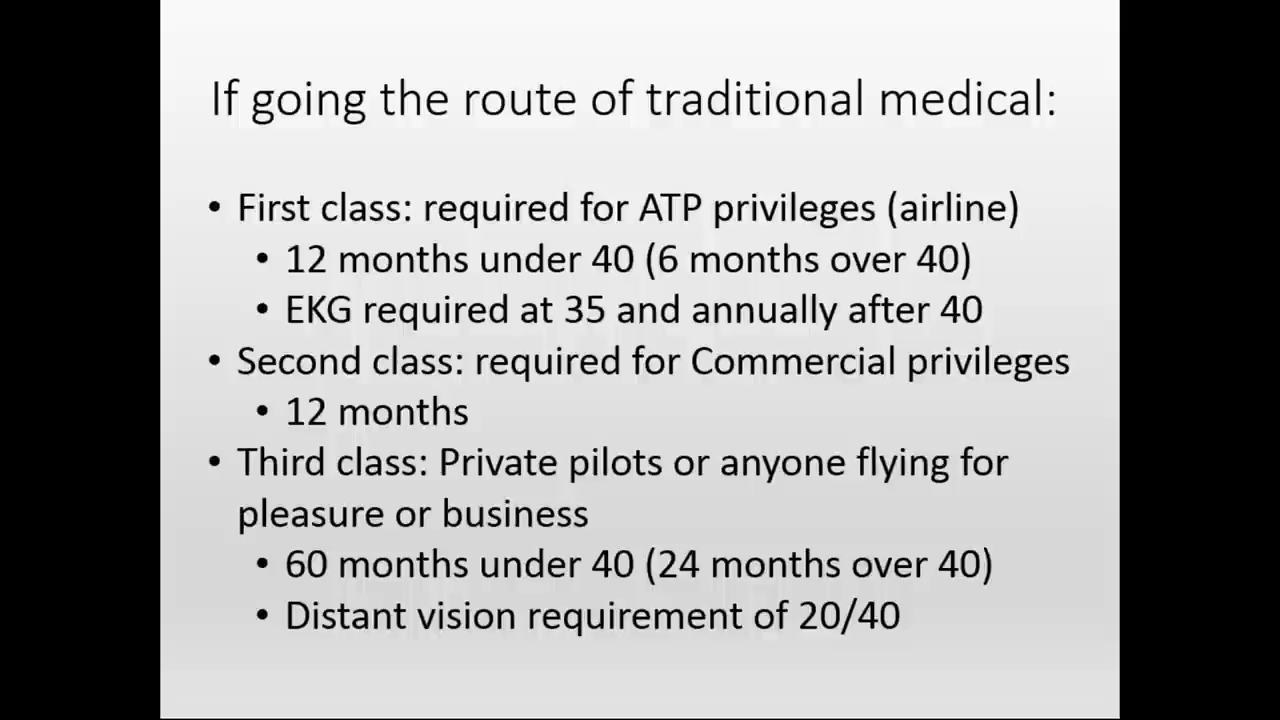 If going the route of traditional medical:
• First class: required for ATP privileges (airline)
• 12 months under 40 (6 months over 40)
• EKG required at 35 and annually after 40
• Second class: required for Commercial privileges
• 12 months
• Third class: Private pilots or anyone flying for
pleasure or business
• 60 months under 40 (24 months over 40)
• Distant vision requirement of 20/40